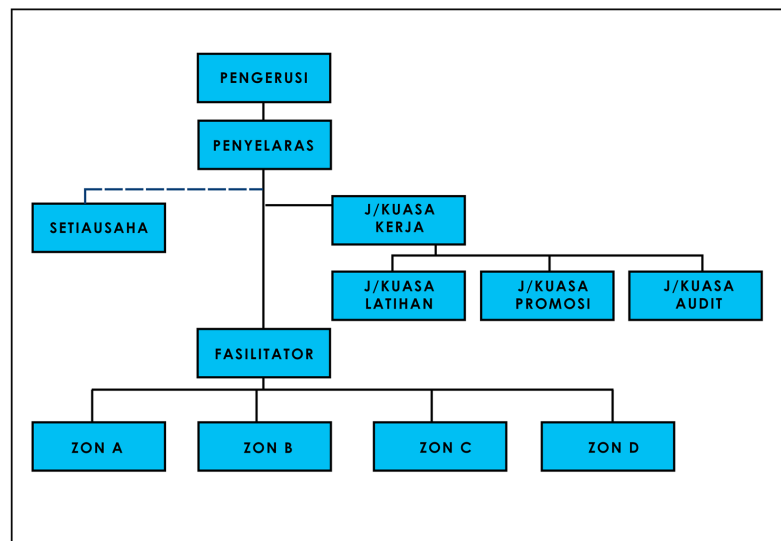 PENGERUSI
PENYELARAS
SETIAUSAHA
J/KUASA
KERJA
J/KUASA
LATIHAN
J/KUASA
PROMOSI
J/KUASA
AUDIT
FASILITATOR
ZON A
ZON B
ZON C
ZON D